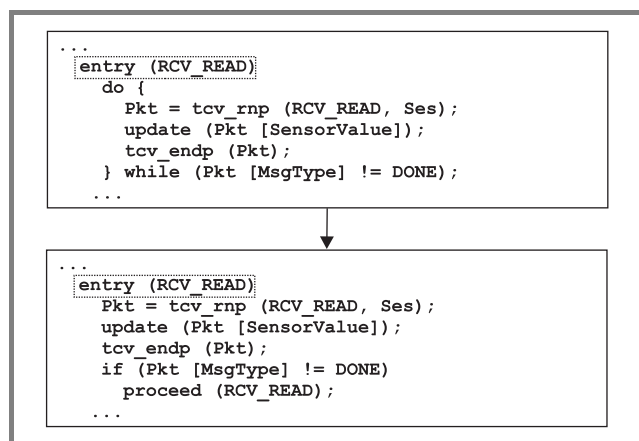 ...
entry (RCV_READ)
do {
Pkt = tcv_rnp (RCV_READ, Ses);
update (Pkt [SensorValue]);
tcv_endp (Pkt);
} while (Pkt [MsgType] != DONE);
...
...
entry (RCV_READ)
Pkt = tcv_rnp (RCV_READ, Ses);
update (Pkt [SensorValue]);
tcv_endp (Pkt);
if (Pkt [MsgType] != DONE)
proceed (RCV_READ);
...